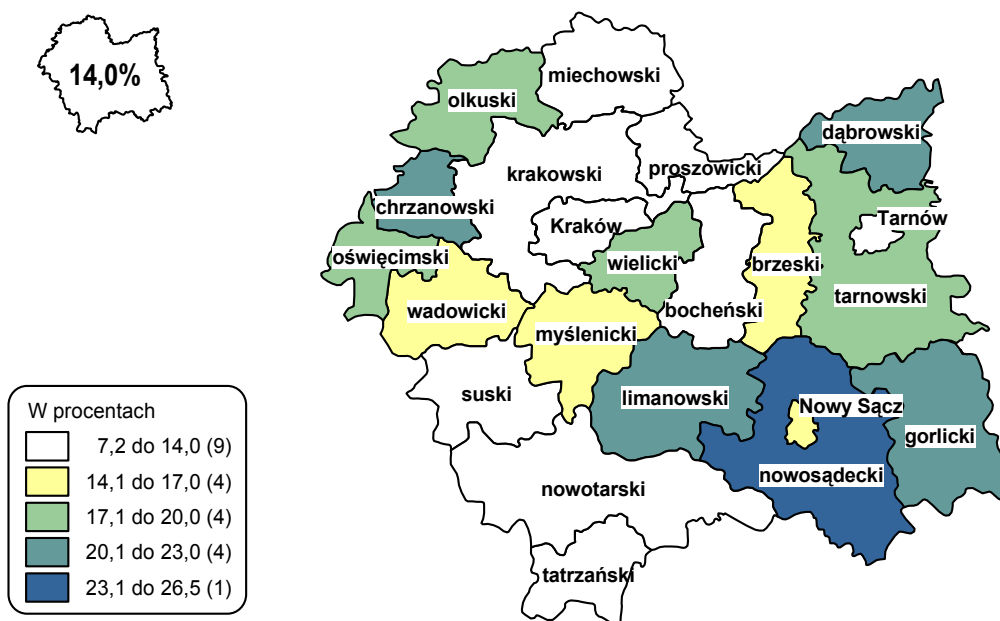 14,0%
miechowski
olkuski
dąbrowski
proszowicki
krakowski
chrzanowski
Kraków
Tarnów
oświęcimski
wielicki
brzeski
tarnowski
wadowicki
bocheński
myślenicki
suski
limanowski
Nowy Sącz
gorlicki
nowosądecki
nowotarski
tatrzański
W procentach
7,2 do 14,0 (9)
14,1 do 17,0 (4)
17,1 do 20,0 (4)
20,1 do 23,0 (4)
23,1 do 26,5 (1)